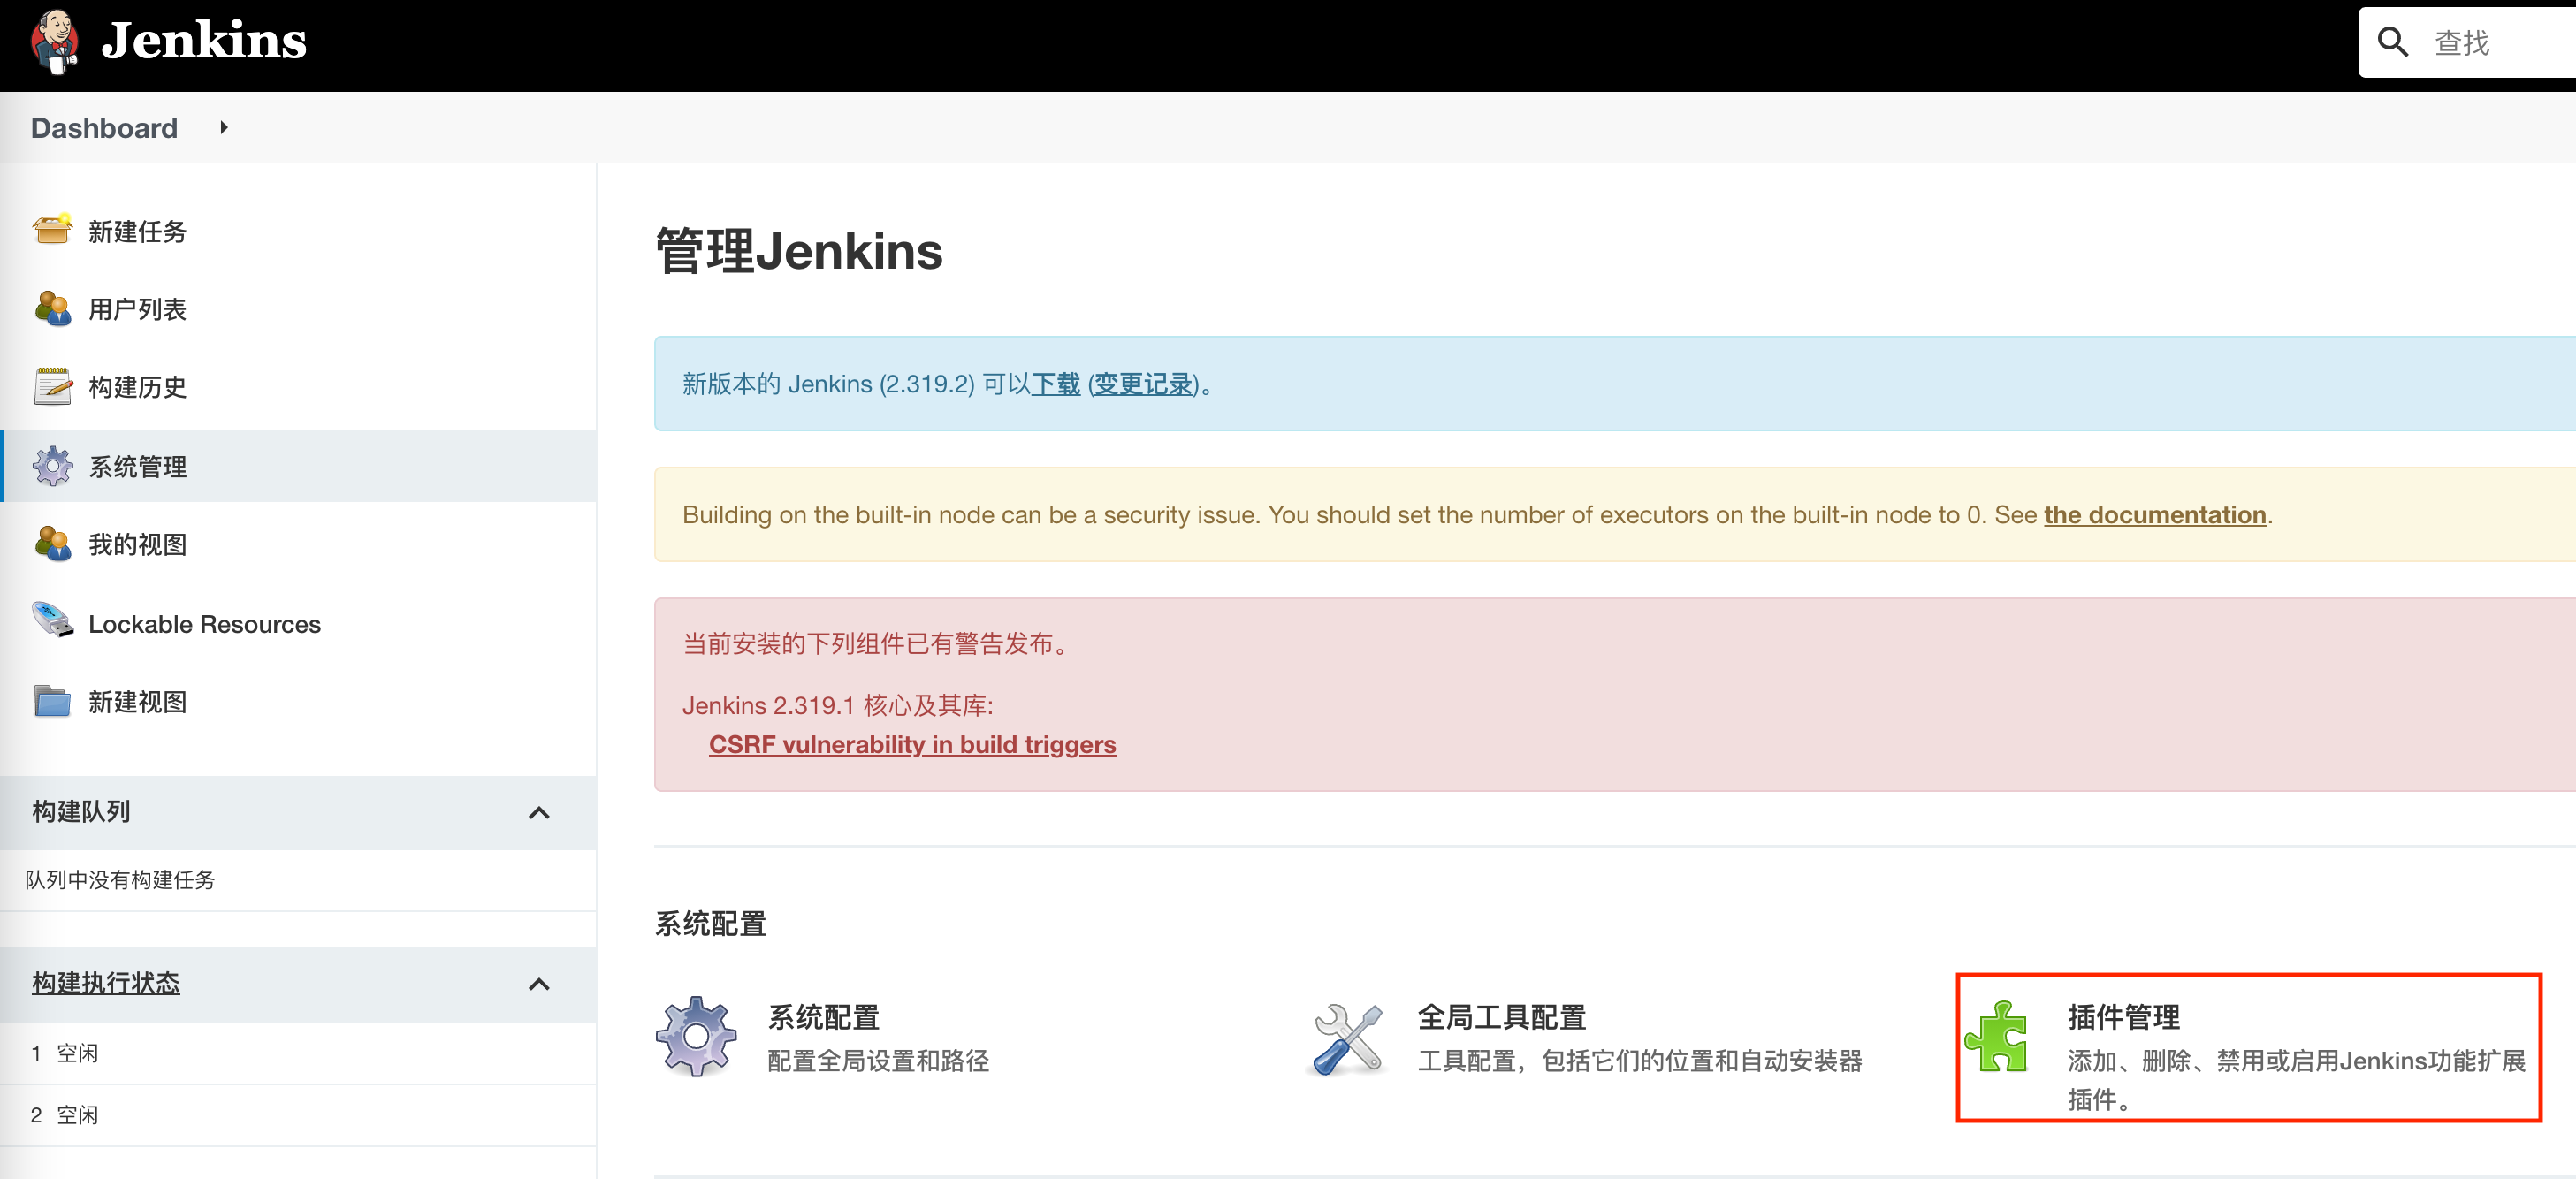 Jenkins
查找
Dashboard
新建任务
用户列表
构建历史
系统管理
我的视图
Lockable Resources
新建视图
构建队列
队列中没有构建任务
构建执行状态
1 空闲
2 空闲
管理Jenkins
新版本的 Jenkins (2.319.2) 可以下载 (变更记录)。
Building on the built-in node can be a security issue. You should set the number of executors on the built-in node to 0. See the documentation.
当前安装的下列组件已有警告发布。
Jenkins 2.319.1 核心及其库:
CSRF vulnerability in build triggers
系统配置
系统配置
配置全局设置和路径
全局工具配置
工具配置，包括它们的位置和自动安装器
插件管理
添加、删除、禁用或启用Jenkins功能扩展
插件。